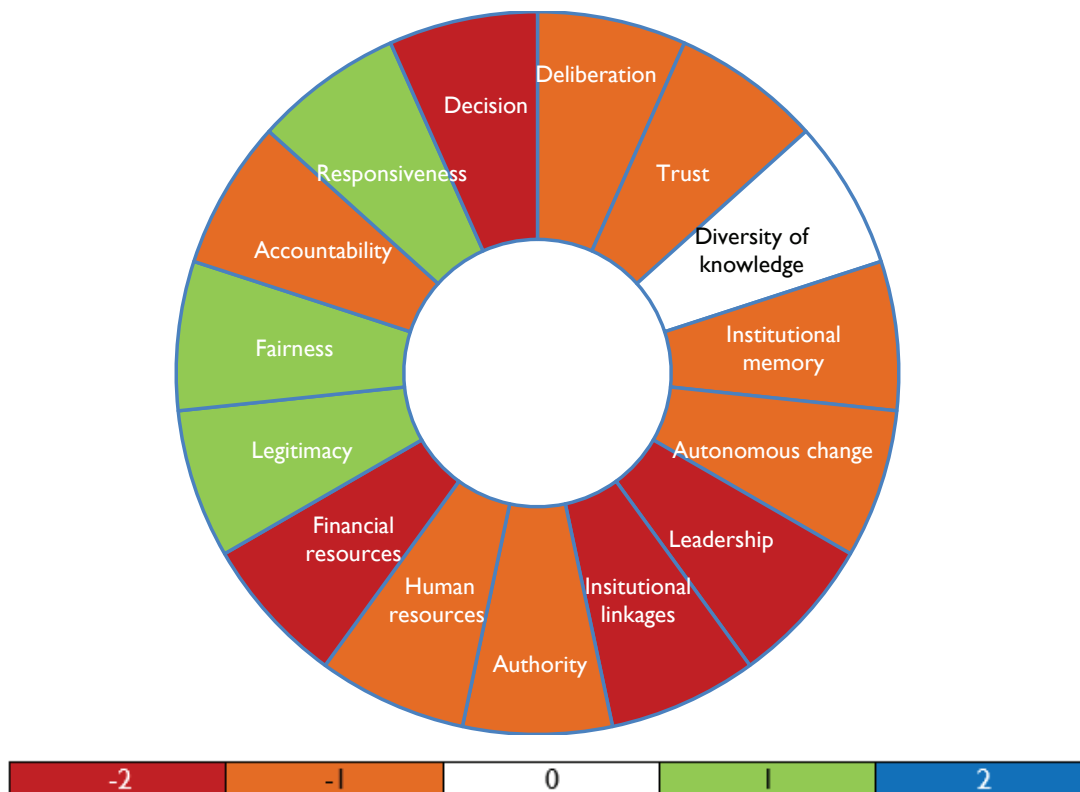 Decision
Deliberation
Trust
Diversity of
knowledge
Institutional
memory
Autonomous change
Leadership
Insitutional
linkages
Authority
Human
resources
Financial
resources
Legitimacy
Fairness
Accountability
Responsiveness
-2 -1 0 1 2